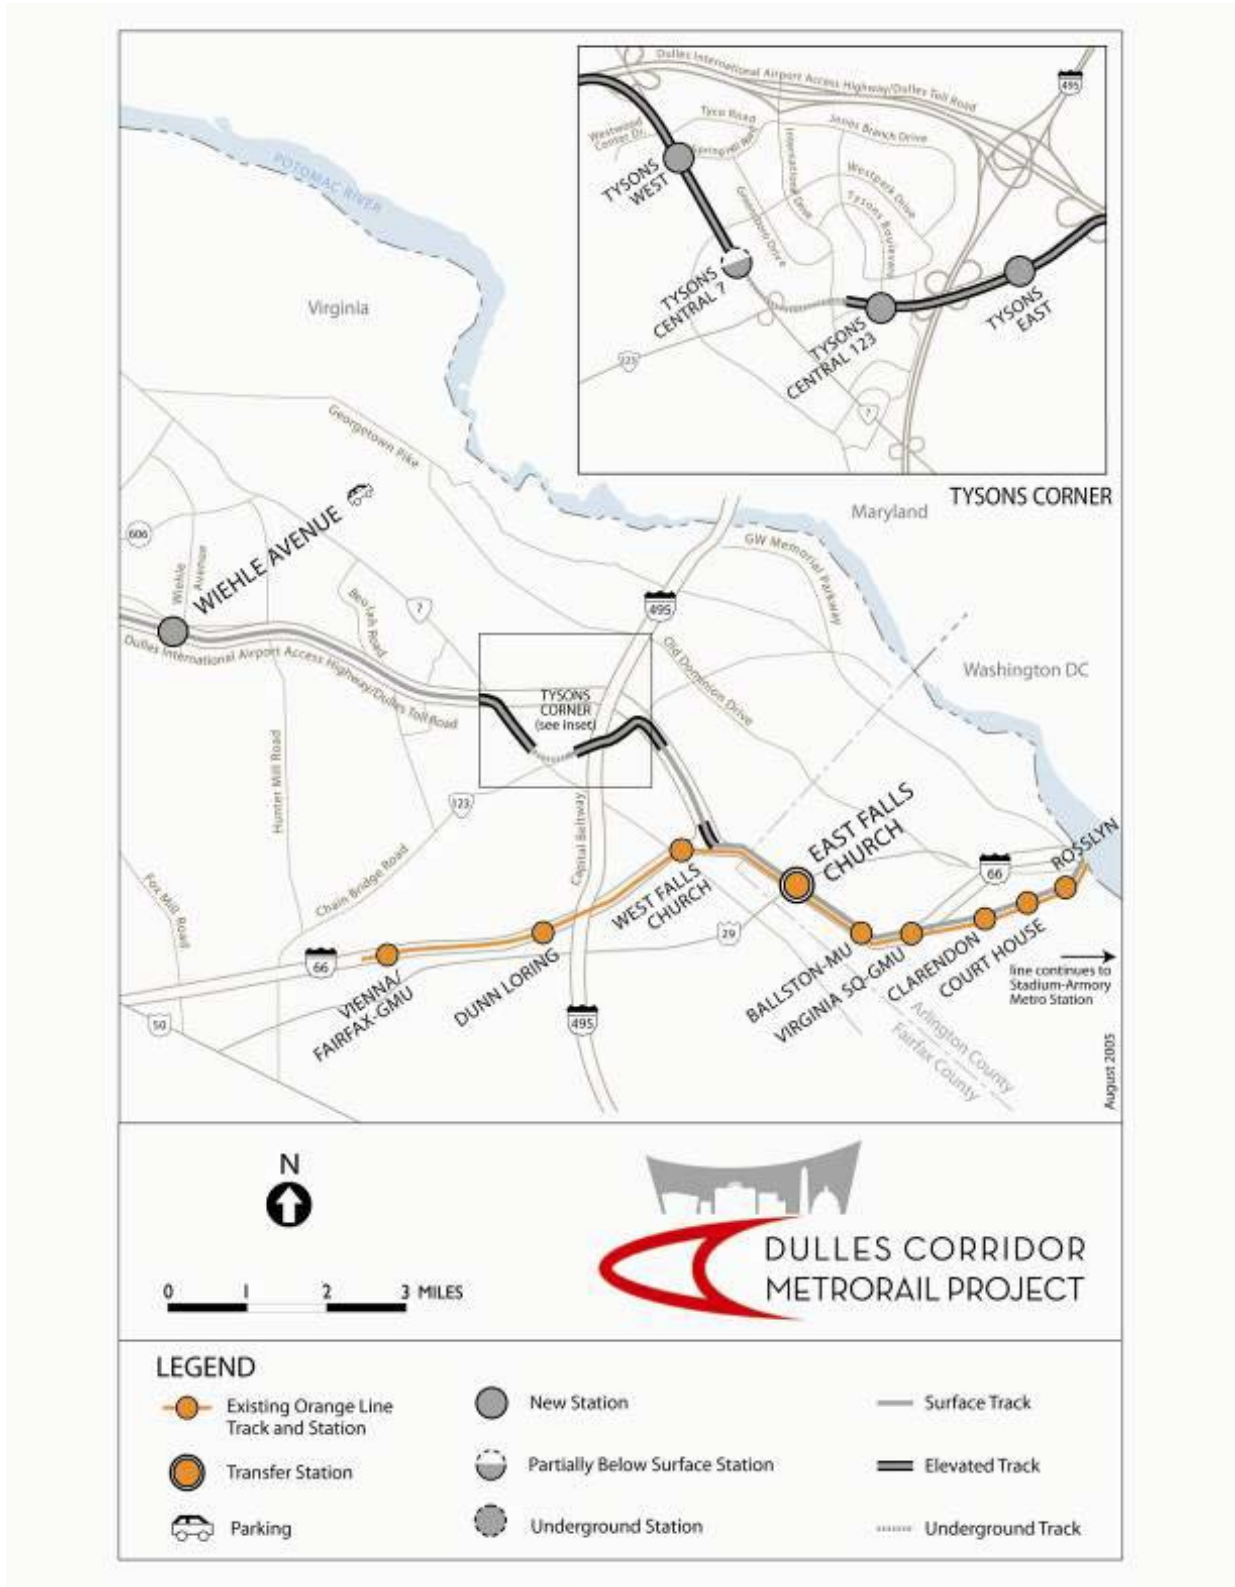 Dulles International Airport Access Highway/Dulles Toll Road
495
Tyco Road
Jones Branch Drive
Westwood
Center Dr.
Spring Hill Road
International Drive
TYSONS
WEST
Westpark Drive
Tysons Boulevard
Greensboro Drive
TYSONS
CENTRAL 7
TYSONS
EAST
TYSONS
CENTRAL 123
123
7
TYSONS CORNER
POTOMAC RIVER
Virginia
Maryland
Georgetown Pike
GW Memorial Parkway
WIEHLE AVENUE
606
Wiehle
Avenue
Beulah Road
7
495
Old Dominion Drive
Washington DC
Dulles International Airport Access Highway/Dulles Toll Road
TYSONS
CORNER
(see inset)
Hunter Mill Road
123
Capital Beltway
EAST FALLS
CHURCH
ROSSLYN
66
Chain Bridge Road
Fox Mill Road
WEST FALLS
CHURCH
29
66
VIENNA/
FAIRFAX-GMU
DUNN LORING
BALLSTON-MU
VIRGINIA SQ-GMU
CLARENDON
COURT HOUSE
line continues to
Stadium-Armory
Metro Station
50
495
Arlington County
Fairfax County
August 2005
N
0 1 2 3 MILES
DULLES CORRIDOR
METRORAIL PROJECT
LEGEND
Existing Orange Line
Track and Station
Transfer Station
Parking
New Station
Partially Below Surface Station
Underground Station
Surface Track
Elevated Track
Underground Track